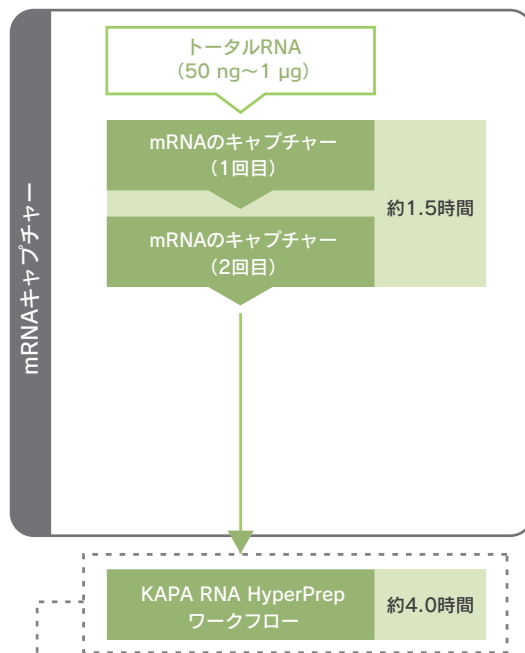 トータルRNA
（50 ng～1 μg）
mRNAのキャプチャー
（1回目）
約1.5時間
mRNAのキャプチャー
（2回目）
mRNAキャプチャー
KAPA RNA HyperPrep
ワークフロー
約4.0時間